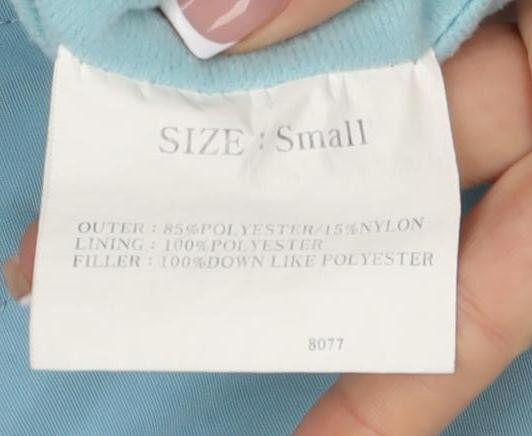 SIZE : Small
OUTER : 85%POLYESTER/15%NYLON
LINING : 100%POLYESTER
FILLER : 100%DOWN LIKE POLYESTER
8077